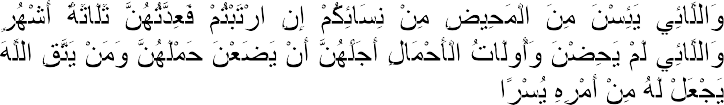 وَاللَّائِي يَئِسْنَ مِنَ الْمَحِيضِ مِنْ نِسَائِكُمْ إِنِ ارْتَبْتُمْ فَعِدَّتُهُنَّ ثَلَاثَةُ أَشْهُرٍ
وَاللَّائِي لَمْ يَحِضْنَ وَأُولَاتُ الْأَحْمَالِ أَجَلُهُنَّ أَنْ يَضَعْنَ حَمْلَهُنَّ وَمَنْ يَتَّقِ اللَّهَ
يَجْعَلْ لَهُ مِنْ أَمْرِهِ يُسْرًا